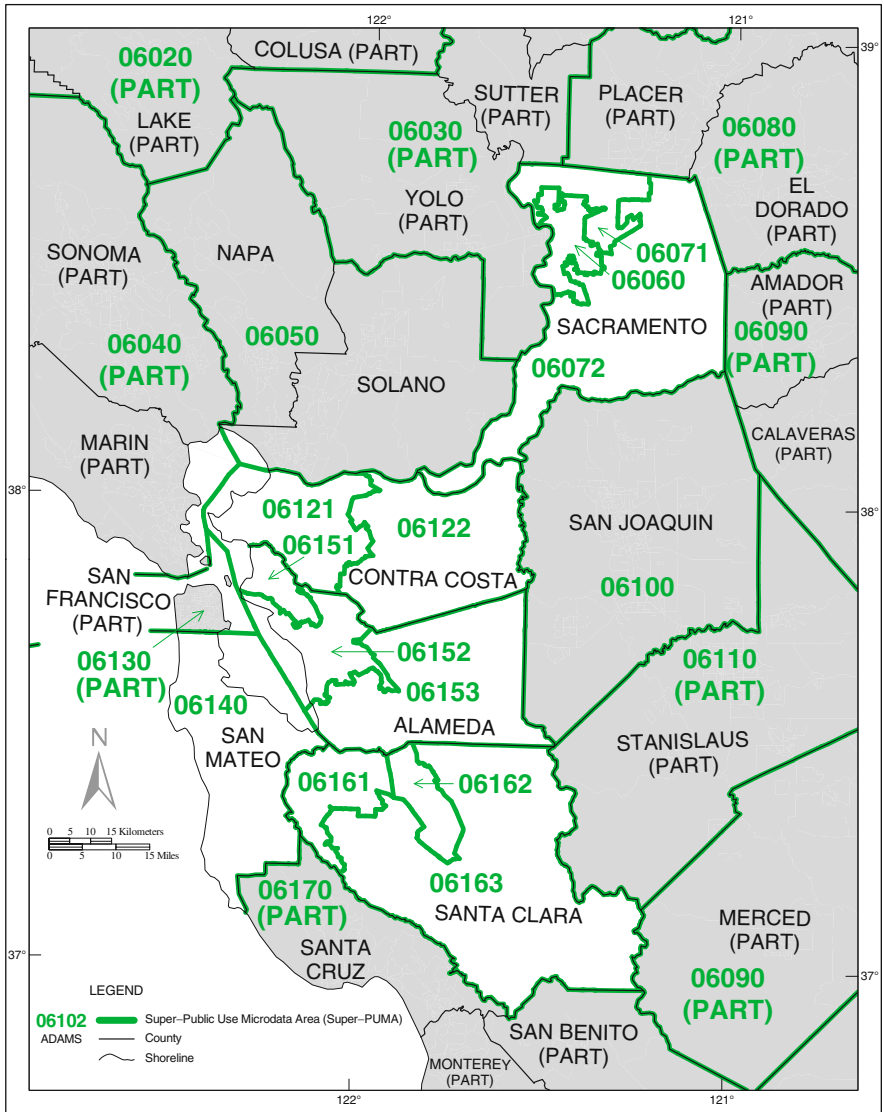 122°
121°
39°
COLUSA (PART)
06020
(PART)
LAKE
(PART)
SUTTER
(PART)
PLACER
(PART)
06030
(PART)
YOLO
(PART)
06080
(PART)
EL
DORADO
(PART)
SONOMA
(PART)
NAPA
06071
06060
AMADOR
(PART)
SACRAMENTO
06040
(PART)
06050
06090
(PART)
06072
SOLANO
MARIN
(PART)
CALAVERAS
(PART)
38°
38°
06121
06122
SAN JOAQUIN
06151
CONTRA COSTA
06100
SAN
FRANCISCO
(PART)
06130
(PART)
06152
06110
(PART)
06140
06153
ALAMEDA
N
SAN
MATEO
STANISLAUS
(PART)
06161
06162
0 5 10 15 Kilometers
0 5 10 15 Miles
06163
06170
(PART)
SANTA CLARA
MERCED
(PART)
SANTA
CRUZ
37°
37°
06090
(PART)
LEGEND
06102 Super–Public Use Microdata Area (Super–PUMA)
ADAMS County
Shoreline
SAN BENITO
(PART)
MONTEREY
(PART)
122°
121°